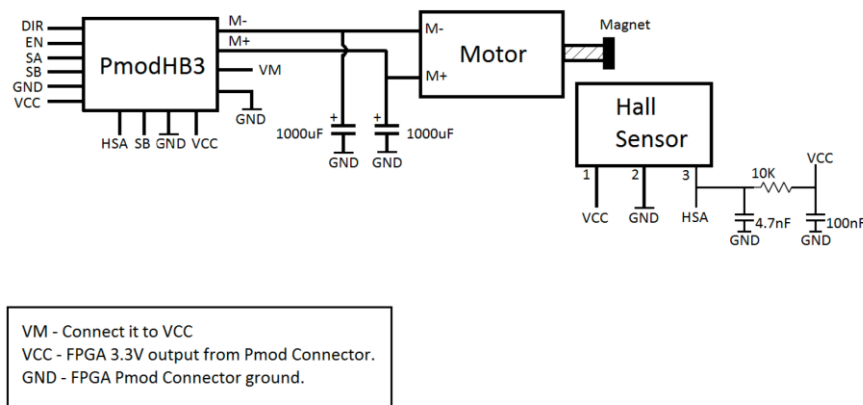 Magnet
DIR
EN
SA
SB
GND
VCC
PmodHB3
M-
M+
VM
GND
HSA
SB
GND
VCC
+
1000uF
GND
+
1000uF
GND
M-
M+
Motor
Hall
Sensor
1
2
3
VCC
GND
HSA
10K
VCC
4.7nF
GND
100nF
GND
VM - Connect it to VCC
VCC - FPGA 3.3V output from Pmod Connector.
GND - FPGA Pmod Connector ground.